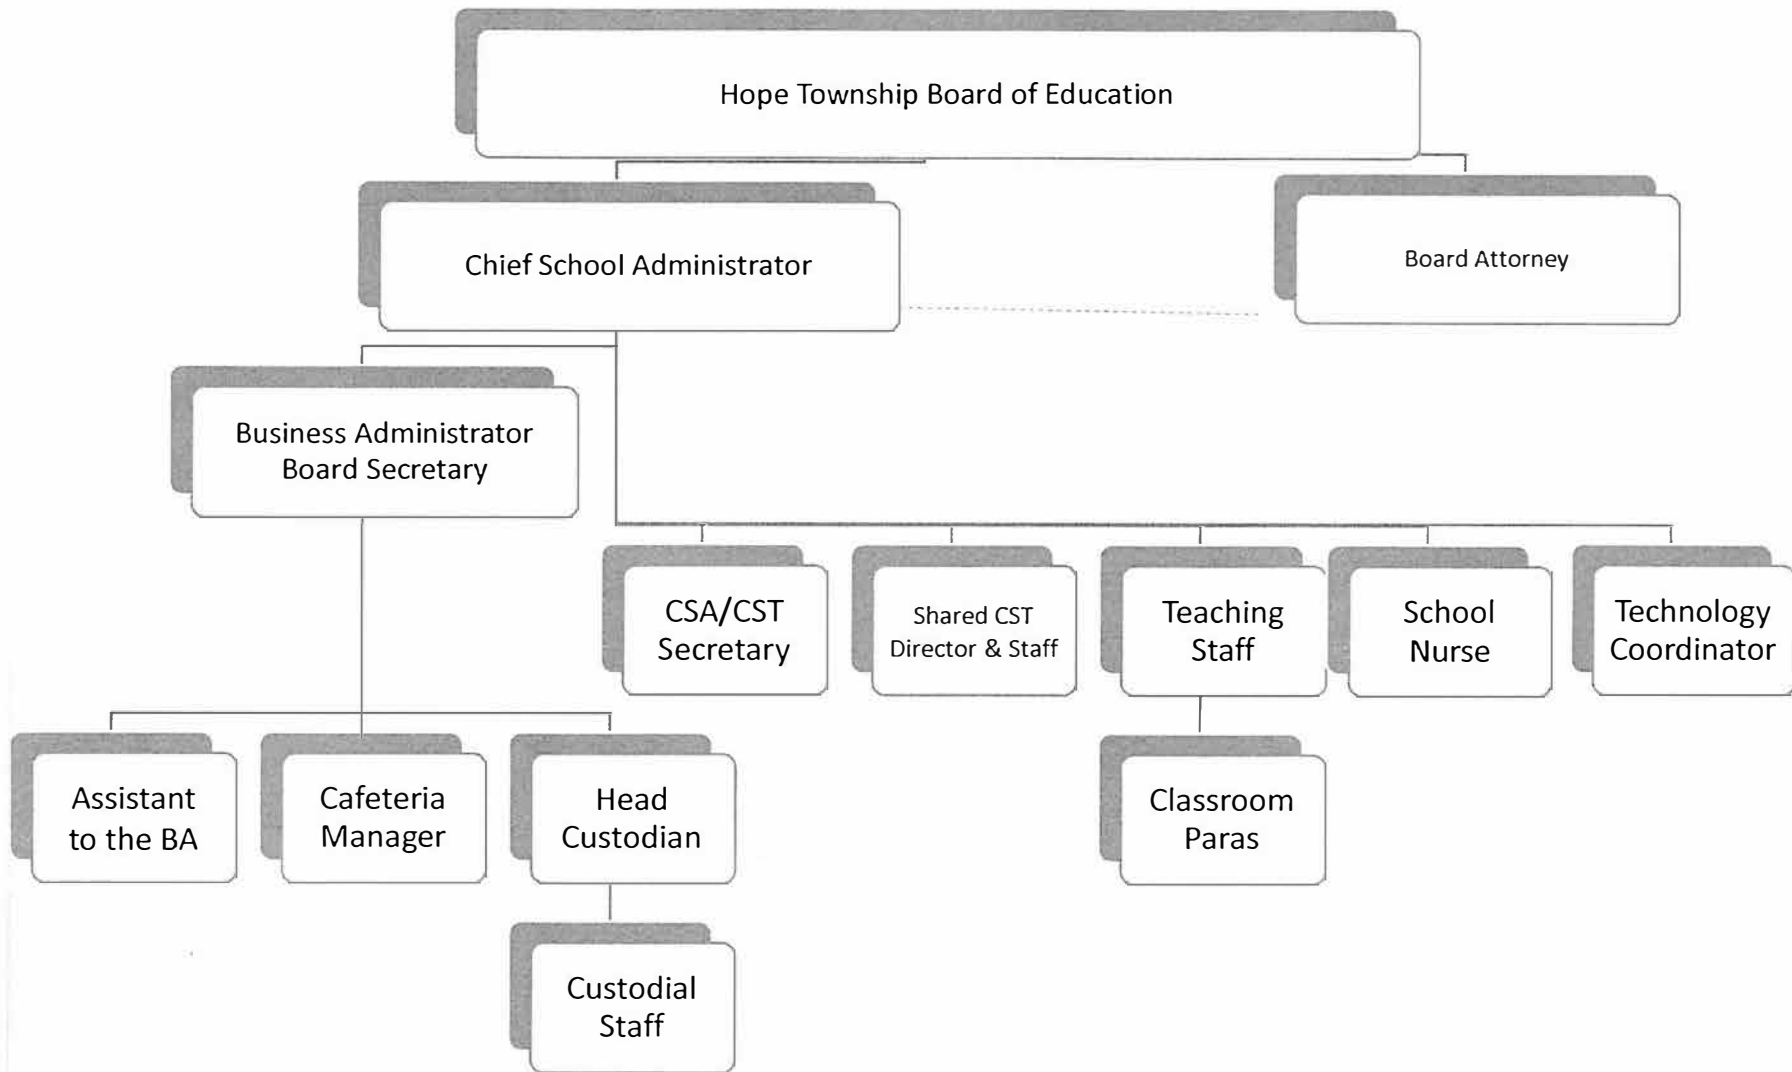 Hope Township Board of Education
Chief School Administrator
Board Attorney
Business Administrator
Board Secretary
CSA/CST
Secretary
Shared CST
Director & Staff
Teaching
Staff
School
Nurse
Technology
Coordinator
Assistant
to the BA
Cafeteria
Manager
Head
Custodian
Classroom
Paras
Custodial
Staff